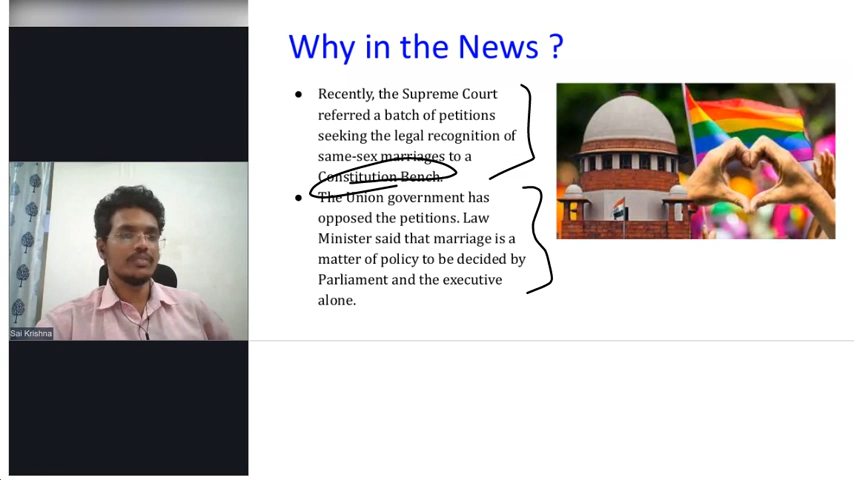 Why in the News ?
● Recently, the Supreme Court
referred a batch of petitions
seeking the legal recognition of
same-sex marriages to a
Constitution Bench.
● The Union government has
opposed the petitions. Law
Minister said that marriage is a
matter of policy to be decided by
Parliament and the executive
alone.
Sai Krishna